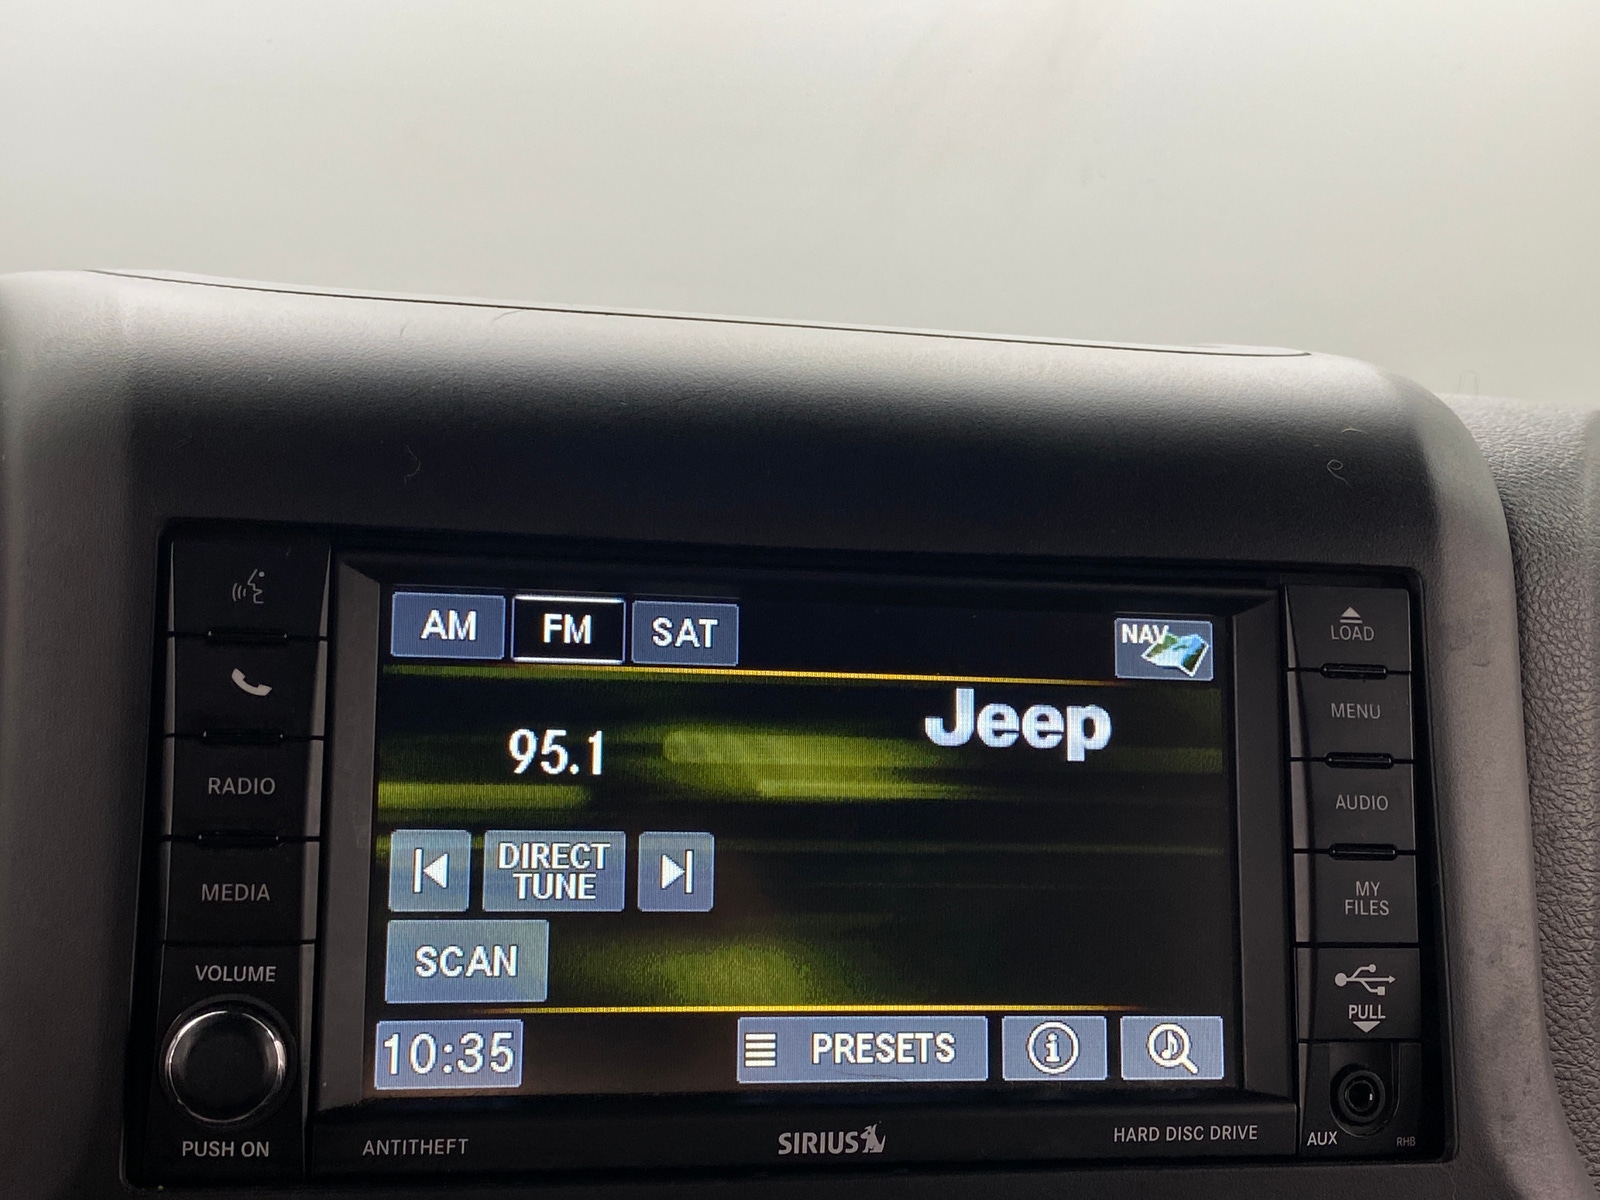 AM FM SAT NAV
LOAD
Jeep
MENU
95.1
RADIO
AUDIO
DIRECT
TUNE
MEDIA
MY
FILES
SCAN
VOLUME
PULL
10:35 PRESETS
PUSH ON
ANTITHEFT
SIRIUS
HARD DISC DRIVE
AUX
RHB